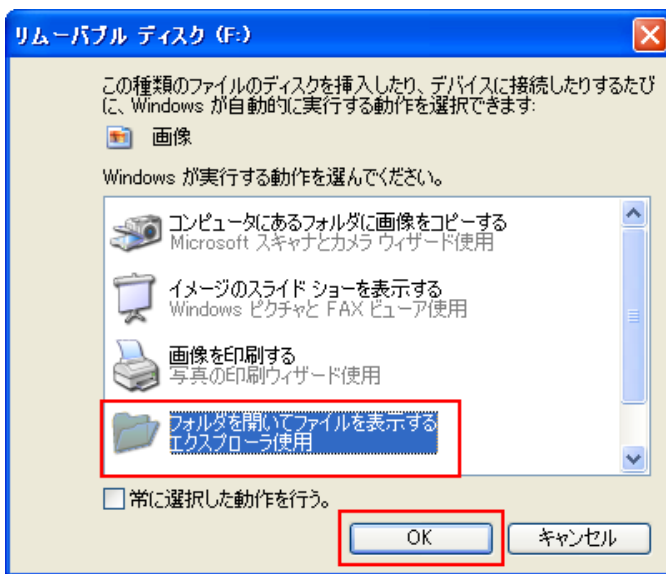 リムーバブル ディスク (F:)
この種類のファイルのディスクを挿入したり、デバイスに接続したりするたび
に、Windows が自動的に実行する動作を選択できます:
画像
Windows が実行する動作を選んでください。
コンピュータにあるフォルダに画像をコピーする
Microsoft スキャナとカメラ ウィザード使用
イメージのスライド ショーを表示する
Windows ピクチャと FAX ビューア使用
画像を印刷する
写真の印刷ウィザード使用
フォルダを開いてファイルを表示する
エクスプローラ使用
常に選択した動作を行う。
OK
キャンセル